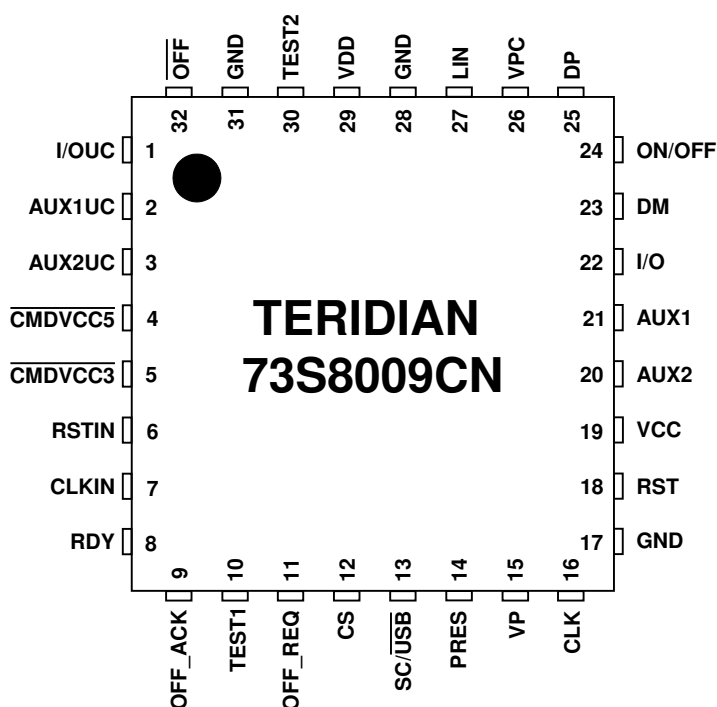 OFF
GND
TEST2
VDD
GND
LIN
VPC
DP
32
31
30
29
28
27
26
25
I/OUC 1
AUX1UC 2
AUX2UC 3
CMDVCC5 4
CMDVCC3 5
RSTIN 6
CLKIN 7
RDY 8
TERIDIAN
73S8009CN
24 ON/OFF
23 DM
22 I/O
21 AUX1
20 AUX2
19 VCC
18 RST
17 GND
9
10
11
12
13
14
15
16
OFF_ACK
TEST1
OFF_REQ
CS
SC/USB
PRES
VP
CLK